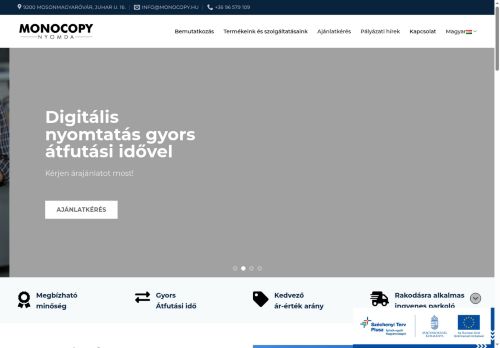 9200 MOSONMAGYARÓVÁR, JUHAR U. 16. INFO@MONOCOPY.HU +36 96 579 109
MONOCOPY
NYOMDA
Bemutatkozás Termékeink és szolgáltatásaink Ajánlatkérés Pályázati hírek Kapcsolat Magyar
Digitális
nyomtatás gyors
átfutási idővel
Kérjen árajánlatot most!
AJÁNLATKÉRÉS
Megbízható
minőség
Gyors
Átfutási idő
Kedvező
ár-érték arány
Rakodásra alkalmas
ingyenes parkoló
Széchenyi Terv
Plusz